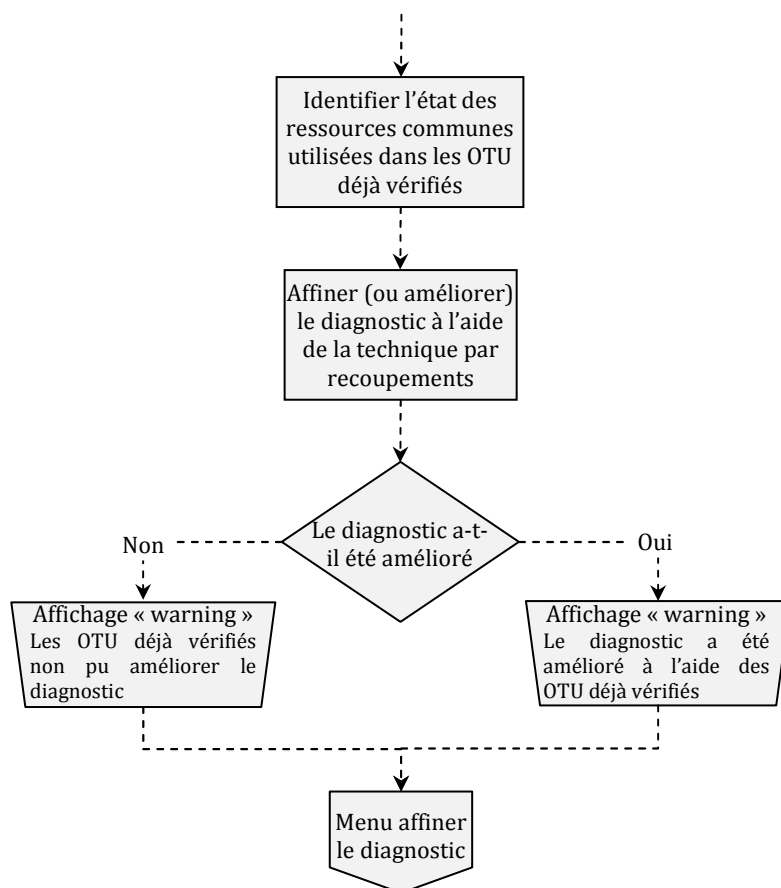 Identifier l’état des
ressources communes
utilisées dans les OTU
déjà vérifiés
Affiner (ou améliorer)
le diagnostic à l’aide
de la technique par
recoupements
Le diagnostic a-t-
il été amélioré
Non
Oui
Affichage « warning »
Les OTU déjà vérifiés
non pu améliorer le
diagnostic
Affichage « warning »
Le diagnostic a été
amélioré à l’aide des
OTU déjà vérifiés
Menu affiner
le diagnostic